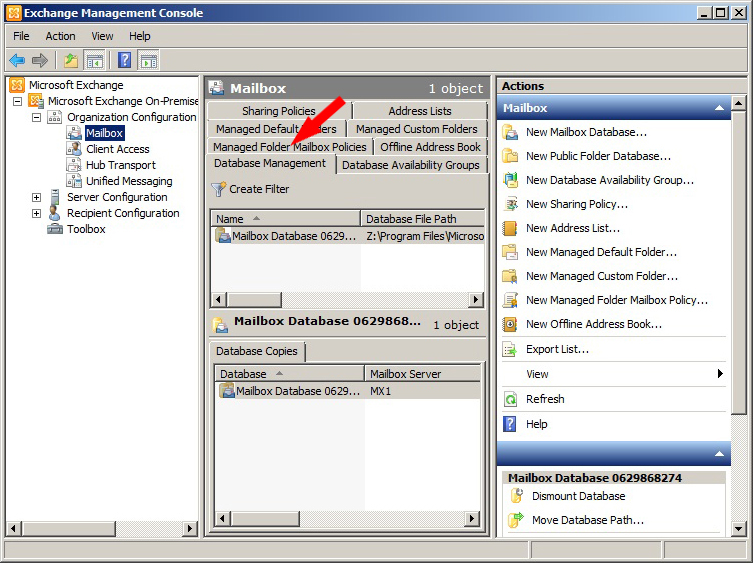 Exchange Management Console
File Action View Help
Microsoft Exchange
Microsoft Exchange On-Premise
Organization Configuration
Mailbox
Client Access
Hub Transport
Unified Messaging
Server Configuration
Recipient Configuration
Toolbox
Mailbox 1 object
Sharing Policies Address Lists
Managed Default Folders Managed Custom Folders
Managed Folder Mailbox Policies Offline Address Book
Database Management Database Availability Groups
Create Filter
Name Database File Path
Mailbox Database 0629... Z:\Program Files\Microso
Mailbox Database 0629868... 1 object
Database Copies
Database Mailbox Server
Mailbox Database 0629... MX1
Actions
Mailbox
New Mailbox Database...
New Public Folder Database...
New Database Availability Group...
New Sharing Policy...
New Address List...
New Managed Default Folder...
New Managed Custom Folder...
New Managed Folder Mailbox Policy...
New Offline Address Book...
Export List...
View
Refresh
Help
Mailbox Database 0629868274
Dismount Database
Move Database Path...